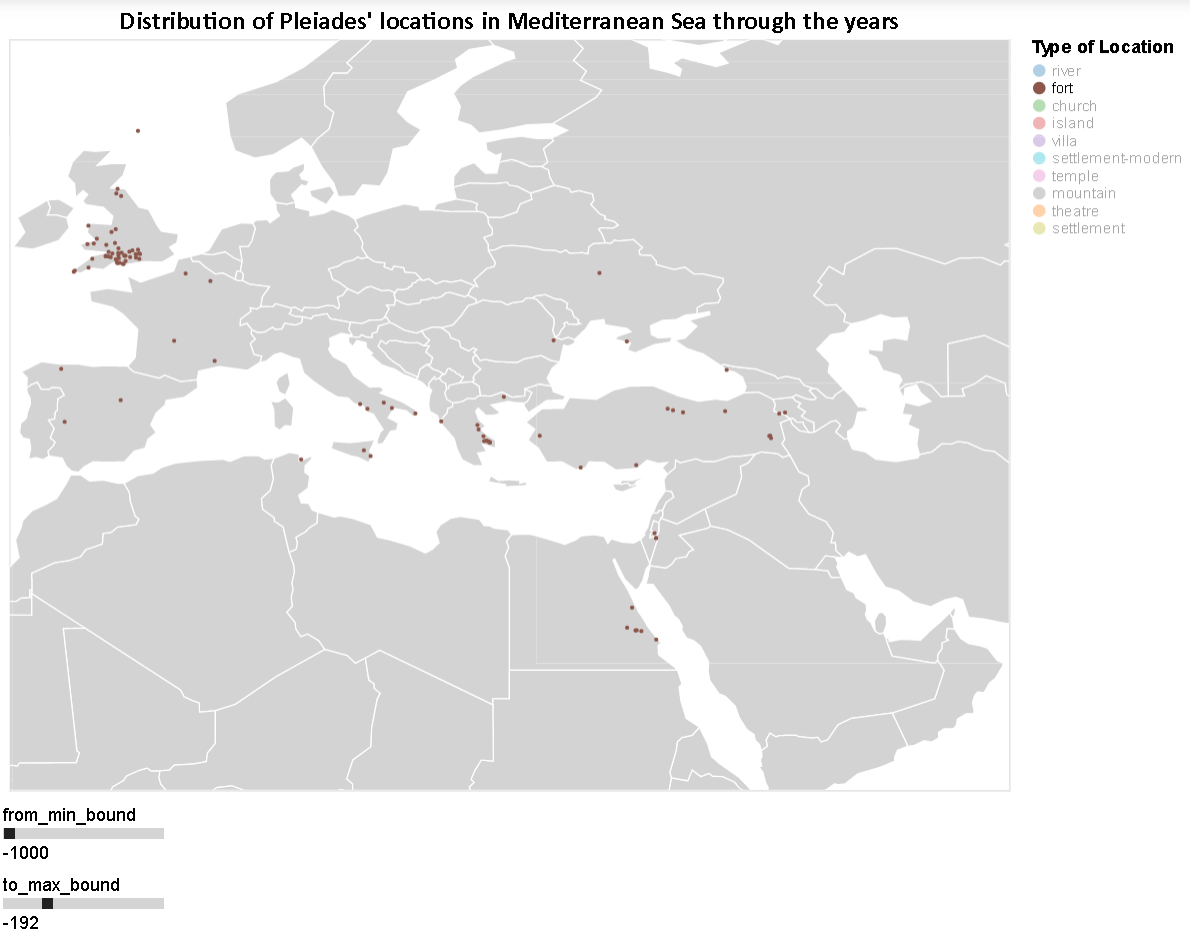 Distribution of Pleiades' locations in Mediterranean Sea through the years
Type of Location
river
fort
church
island
villa
settlement-modern
temple
mountain
theatre
settlement
from_min_bound
-1000
to_max_bound
-192